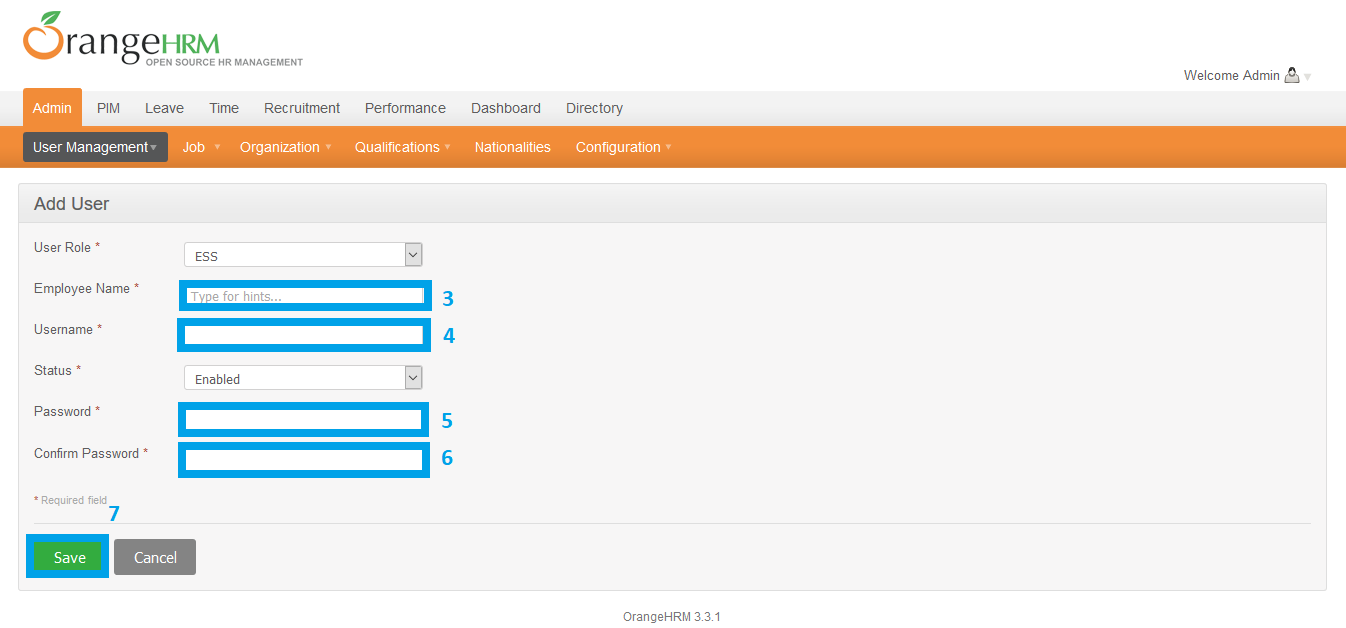 OrangeHRM
OPEN SOURCE HR MANAGEMENT
Welcome Admin
Admin PIM Leave Time Recruitment Performance Dashboard Directory
User Management Job Organization Qualifications Nationalities Configuration
Add User
User Role * ESS
Employee Name * Type for hints... 3
Username * 4
Status * Enabled
Password * 5
Confirm Password * 6
* Required field 7
Save Cancel
OrangeHRM 3.3.1